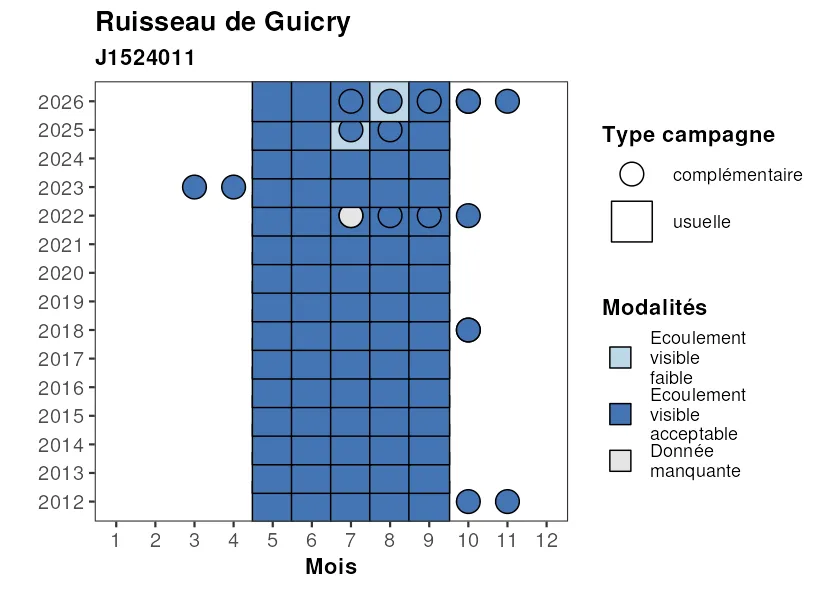 Ruisseau de Guicry
J1524011
2026
2025
2024
2023
2022
2021
2020
2019
2018
2017
2016
2015
2014
2013
2012
1 2 3 4 5 6 7 8 9 10 11 12
Mois
Type campagne
complémentaire
usuelle
Modalités
Ecoulement
visible
faible
Ecoulement
visible
acceptable
Donnée
manquante